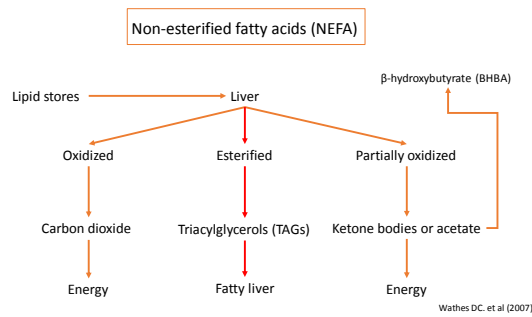 Non-esterified fatty acids (NEFA)
β-hydroxybutyrate (BHBA)
Lipid stores
Liver
Oxidized
Esterified
Partially oxidized
Carbon dioxide
Triacylglycerols (TAGs)
Ketone bodies or acetate
Energy
Fatty liver
Energy
Wathes DC. et al (2007)